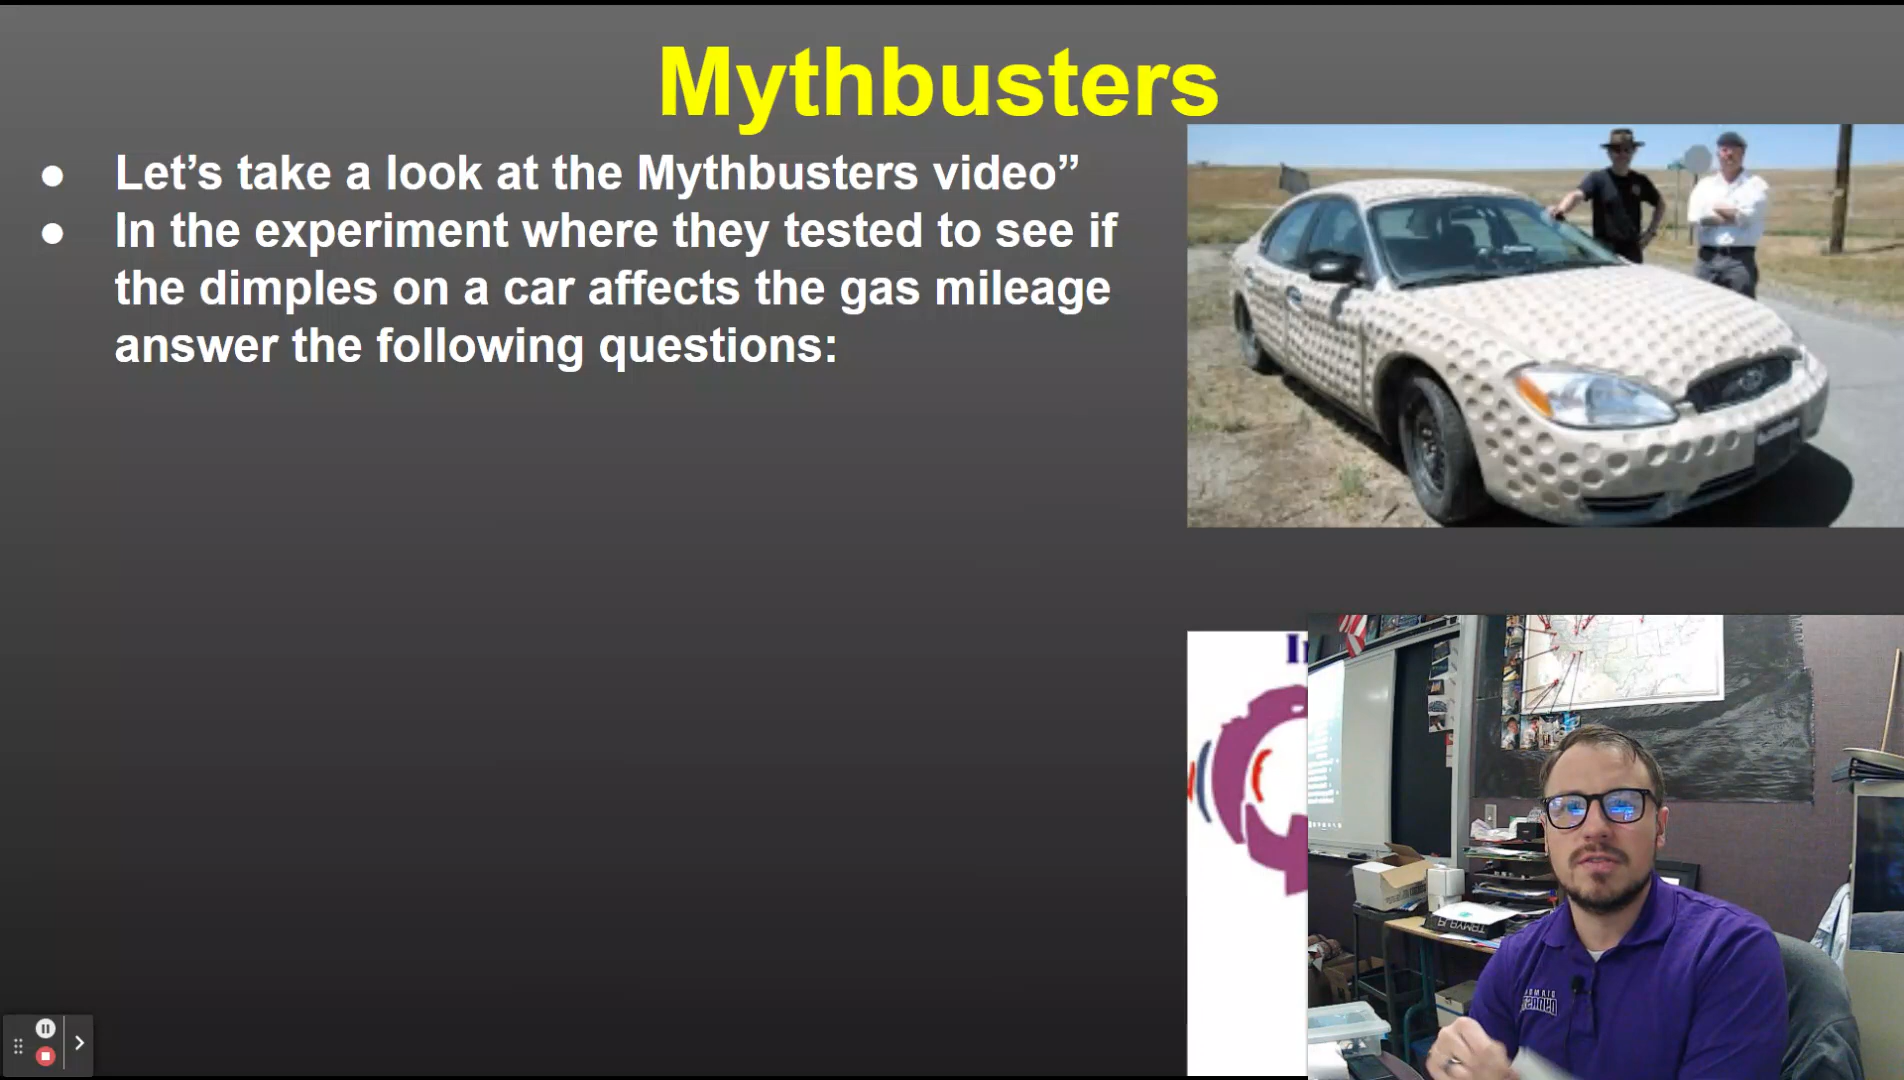 Mythbusters
● Let’s take a look at the Mythbusters video”
● In the experiment where they tested to see if
the dimples on a car affects the gas mileage
answer the following questions: